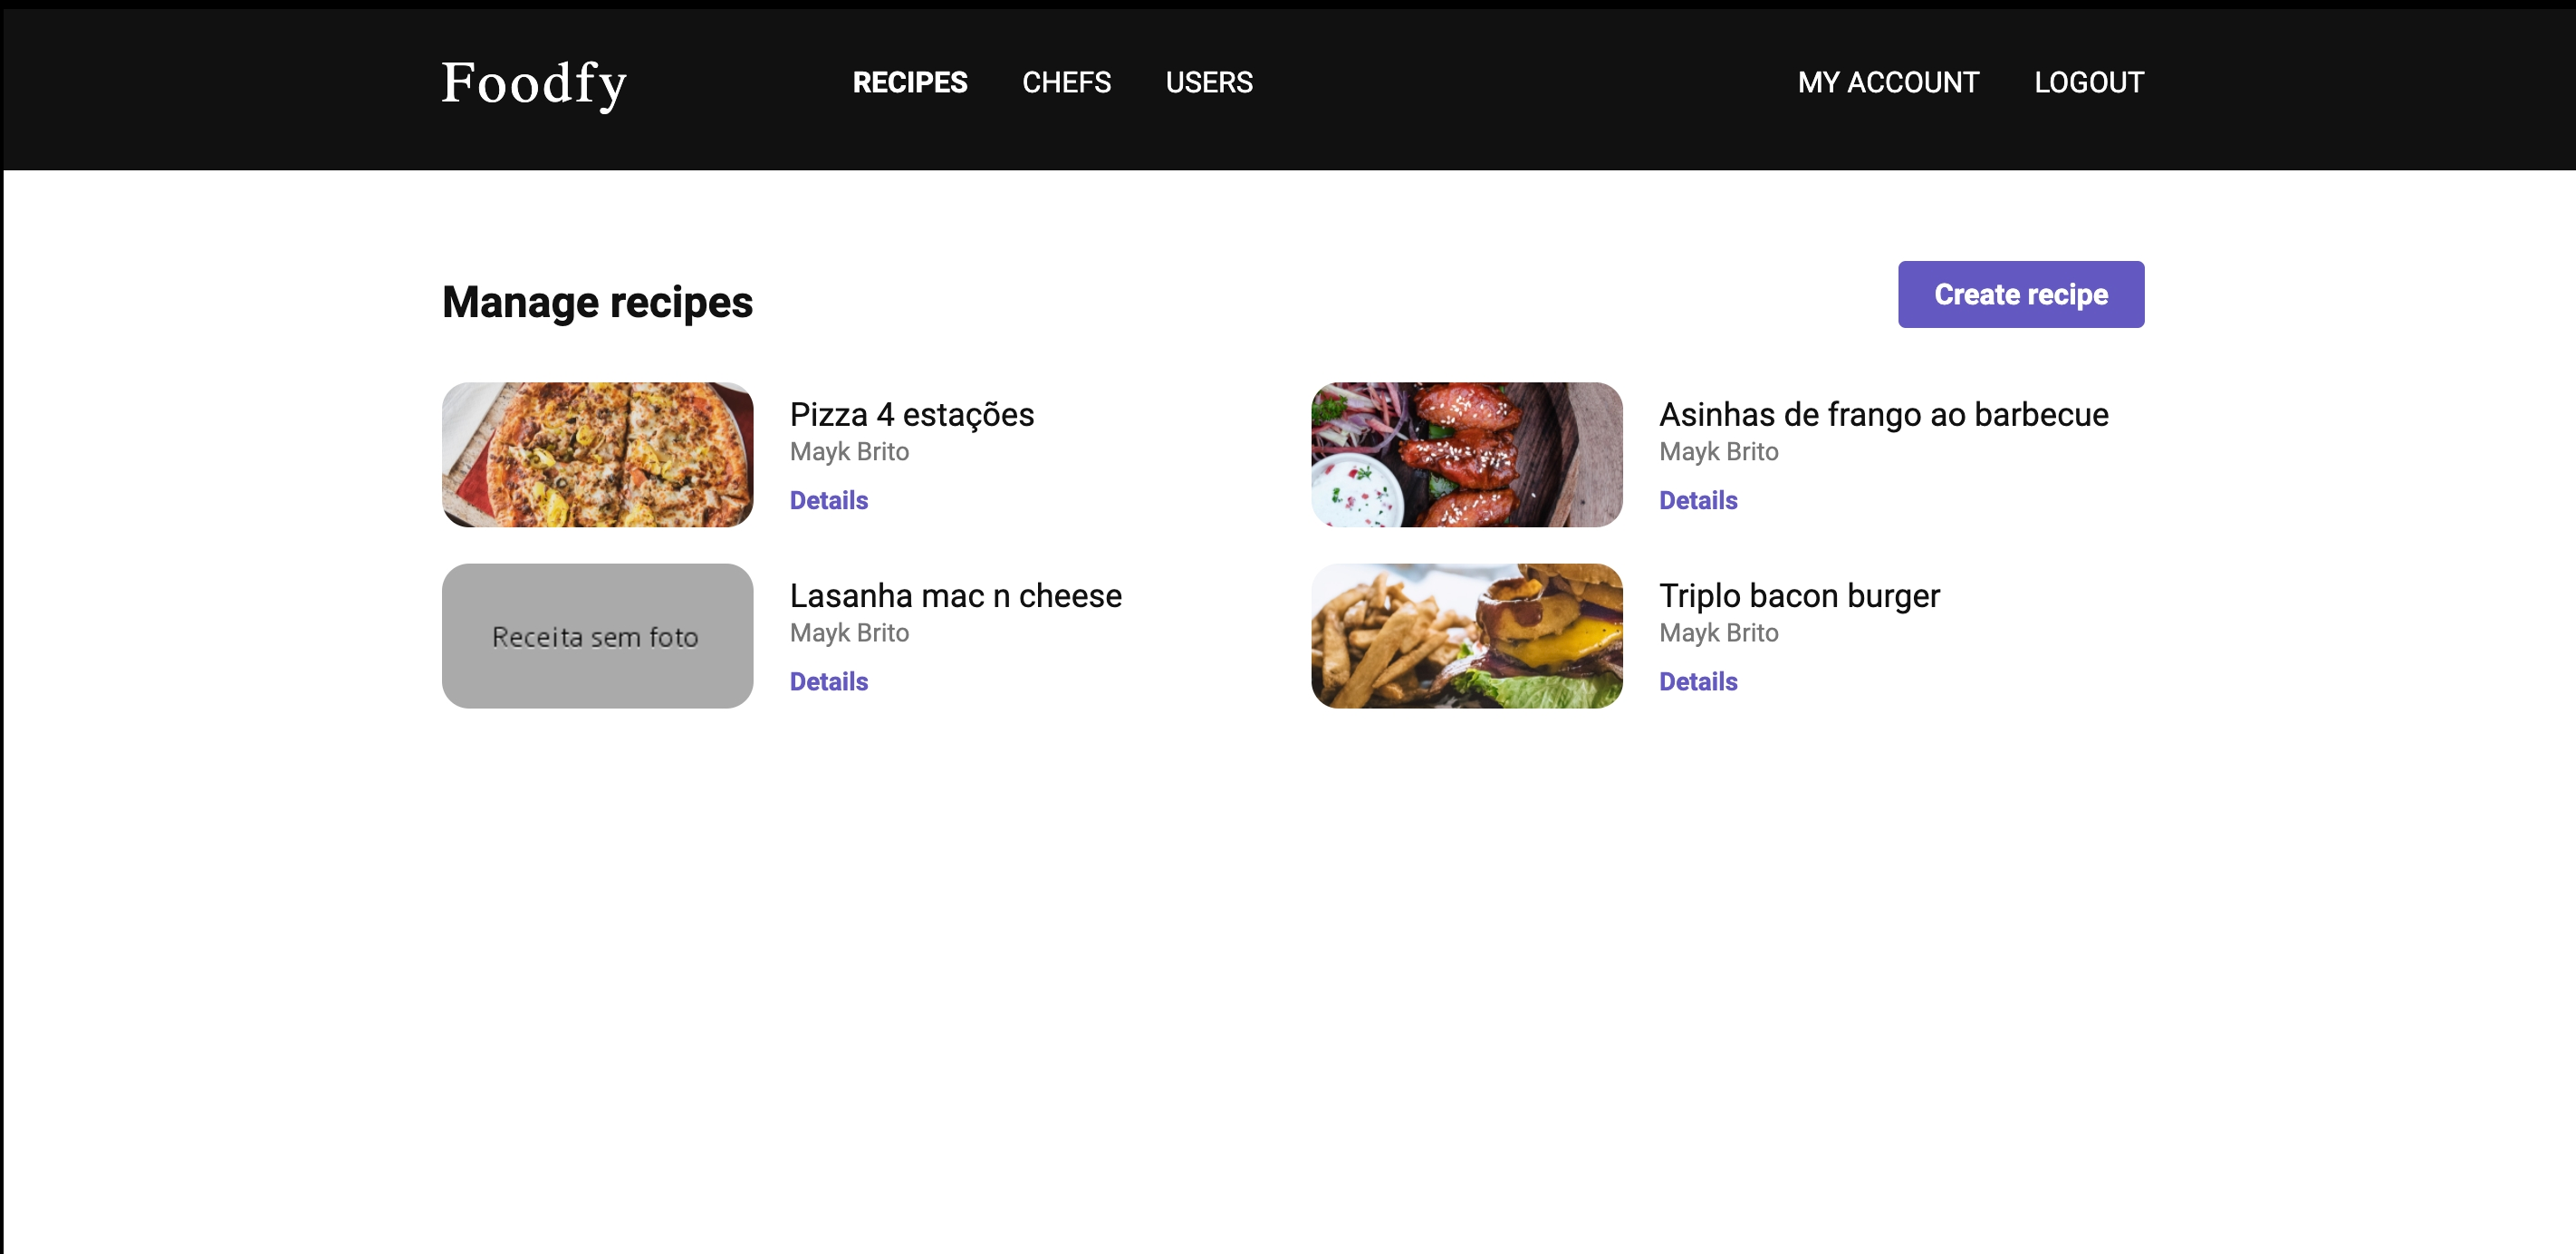 Foodfy
RECIPES CHEFS USERS
MY ACCOUNT LOGOUT
Manage recipes
Create recipe
Pizza 4 estações
Mayk Brito
Details
Asinhas de frango ao barbecue
Mayk Brito
Details
Receita sem foto
Lasanha mac n cheese
Mayk Brito
Details
Triplo bacon burger
Mayk Brito
Details